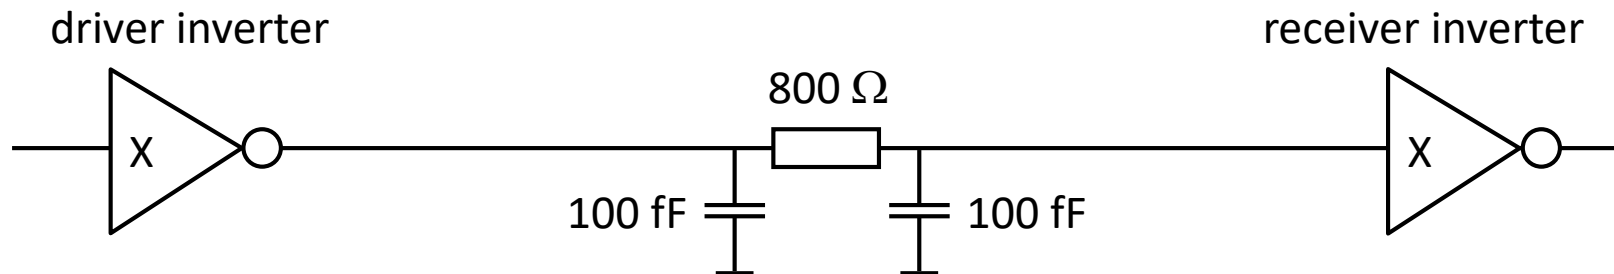 driver inverter
receiver inverter
800 Ω
X
X
100 fF
100 fF